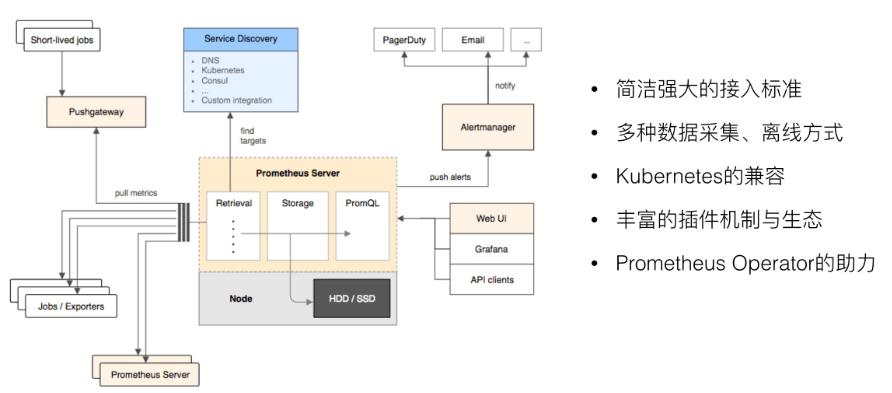 Short-lived jobs
Pushgateway
Service Discovery
• DNS
• Kubernetes
• Consul
• ...
• Custom integration
find
targets
PagerDuty
Email
...
notify
Alertmanager
push alerts
pull metrics
Prometheus Server
Retrieval
Storage
PromQL
Node
HDD / SSD
Web UI
Grafana
API clients
Jobs / Exporters
Prometheus Server
• 简洁强大的接入标准
• 多种数据采集、离线方式
• Kubernetes的兼容
• 丰富的插件机制与生态
• Prometheus Operator的助力